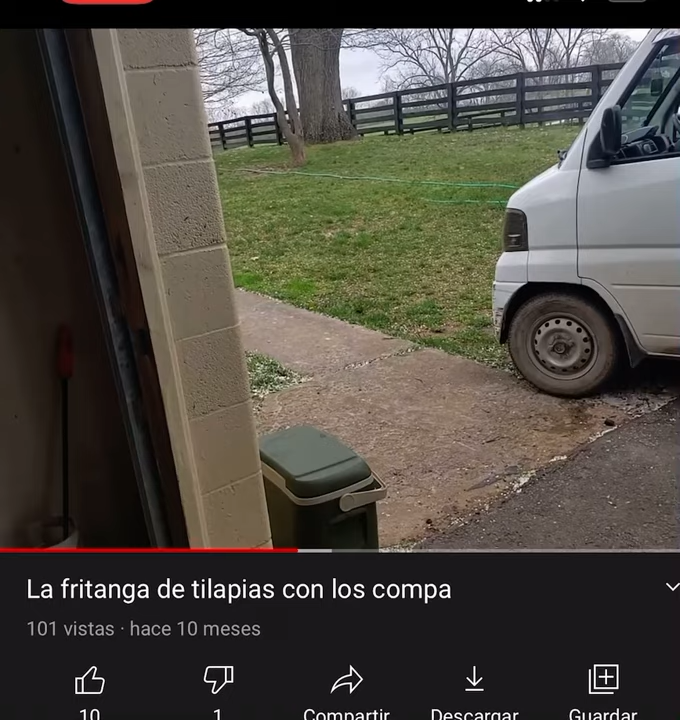 La fritanga de tilapias con los compa
101 vistas · hace 10 meses
10
1
Compartir
Descargar
Guardar